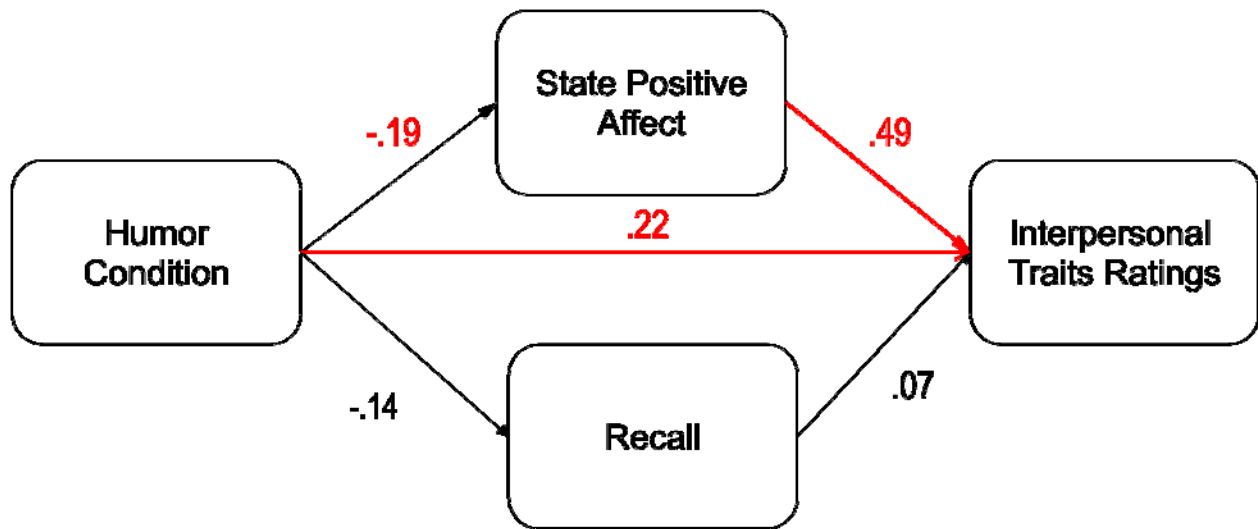 State Positive
Affect
-.19
.49
Humor
Condition
.22
Interpersonal
Traits Ratings
-.14
.07
Recall